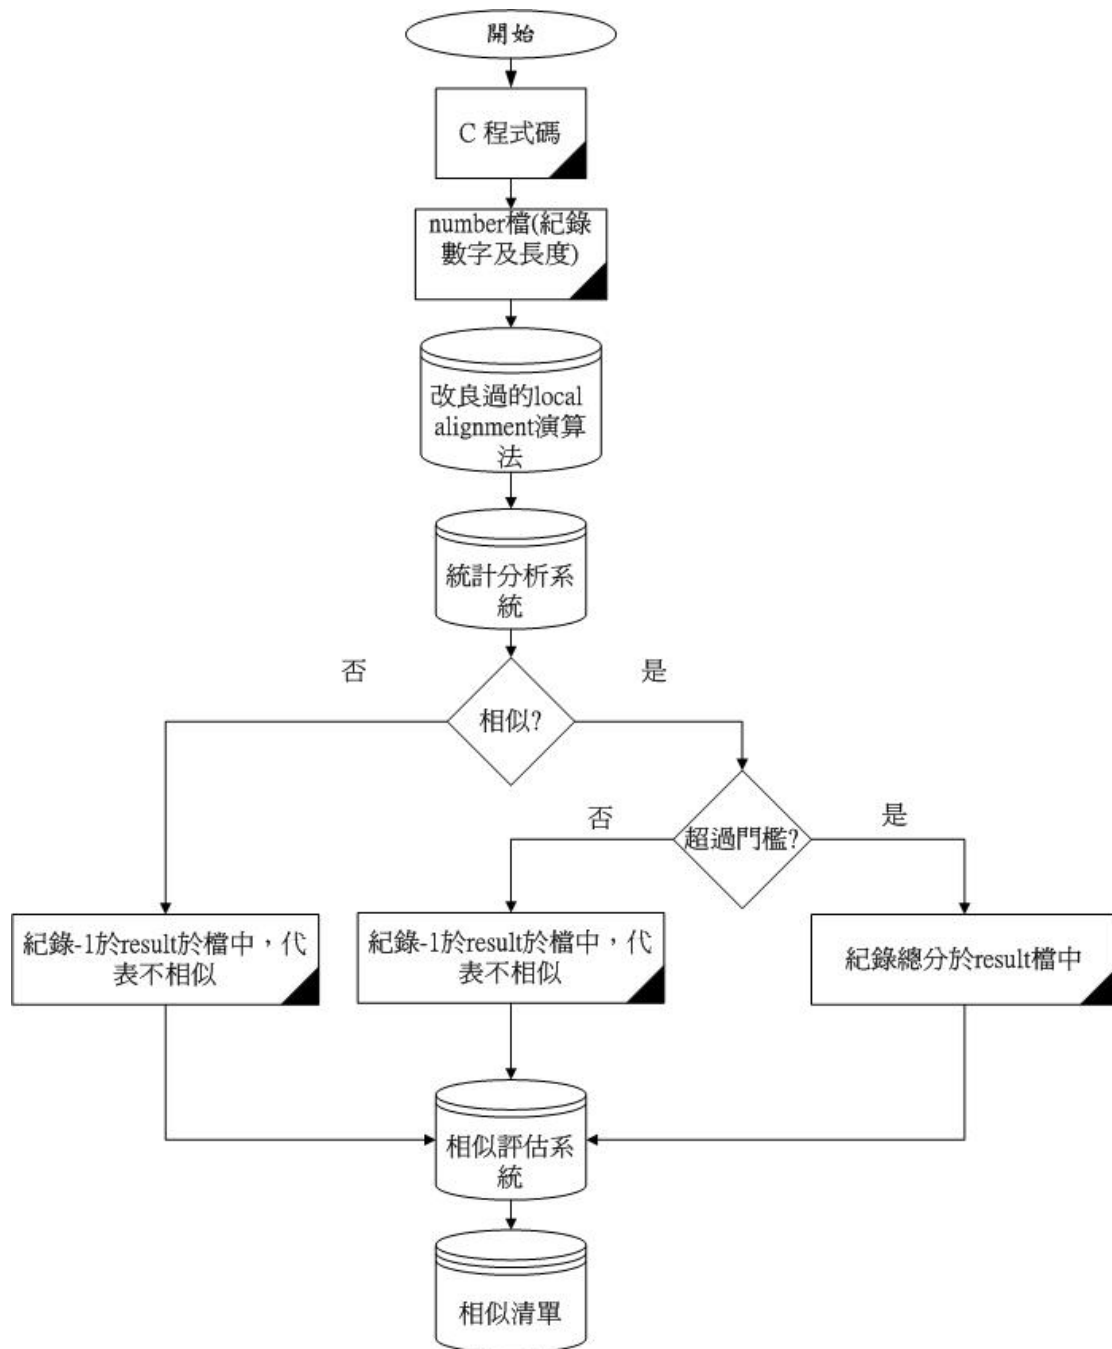 開始
C 程式碼
number檔(紀錄
數字及長度)
改良過的local
alignment演算
法
統計分析系
統
否
是
相似?
否
是
超過門檻?
紀錄-1於result於檔中，代
表不相似
紀錄-1於result於檔中，代
表不相似
紀錄總分於result檔中
相似評估系
統
相似清單